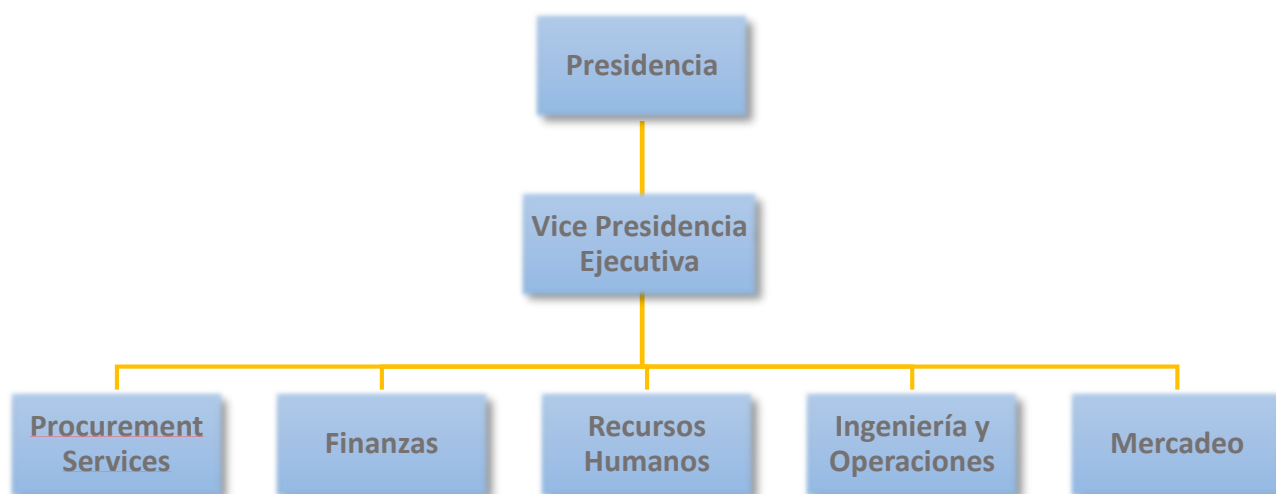 Presidencia
Vice Presidencia
Ejecutiva
Procurement
Services
Finanzas
Recursos
Humanos
Ingeniería y
Operaciones
Mercadeo